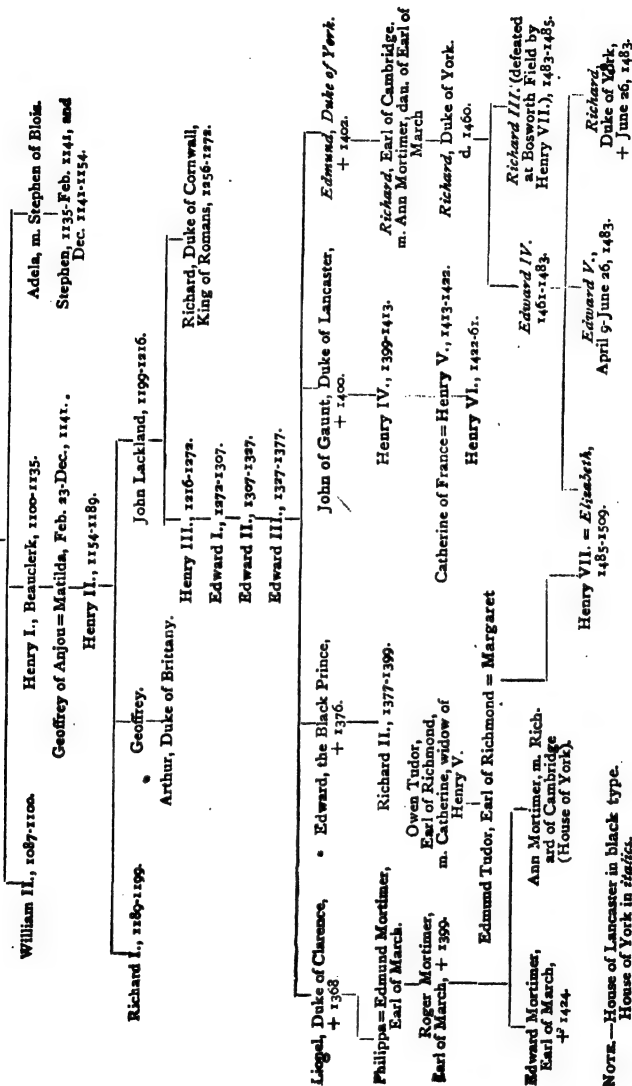 William II., 1087-1100.
Henry I., Beauclerk, 1100-1135.
Adela, m. Stephen of Blois.
Geoffrey of Anjou=Matilda, Feb. 23-Dec., 1141.
Stephen, 1135-Feb. 1141, and
Dec. 1141-1154.
Henry II., 1154-1189.
Richard I., 1189-1199.
Geoffrey.
John Lackland, 1199-1216.
Arthur, Duke of Brittany.
Henry III., 1216-1272.
Richard, Duke of Cornwall,
King of Romans, 1256-1272.
Edward I., 1272-1307.
Edward II., 1307-1327.
Edward III., 1327-1377.
Lionel, Duke of Clarence,
+ 1368
Edward, the Black Prince,
+ 1376.
John of Gaunt, Duke of Lancaster,
+ 1400.
Edmund, Duke of York.
+ 1402.
Philippa=Edmund Mortimer,
Earl of March.
Richard II., 1377-1399.
Henry IV., 1399-1413.
Richard, Earl of Cambridge.
m. Ann Mortimer, dau. of Earl of
March
Roger Mortimer,
Earl of March, + 1399.
Owen Tudor,
Earl of Richmond,
m. Catherine, widow of
Henry V.
Catherine of France=Henry V., 1413-1422.
Richard, Duke of York.
d. 1460.
Henry VI., 1422-61.
Edmund Tudor, Earl of Richmond = Margaret
Edward IV.
1461-1483.
Richard III. (defeated
at Bosworth Field by
Henry VII.), 1483-1485.
Edward Mortimer,
Earl of March,
+ 1424.
Ann Mortimer, m. Rich-
ard of Cambridge
(House of York).
Henry VII. = Elizabeth,
1485-1509.
Edward V.,
April 9-June 26, 1483.
Richard,
Duke of York,
+ June 26, 1483.
NOTE.—House of Lancaster in black type.
House of York in italics.